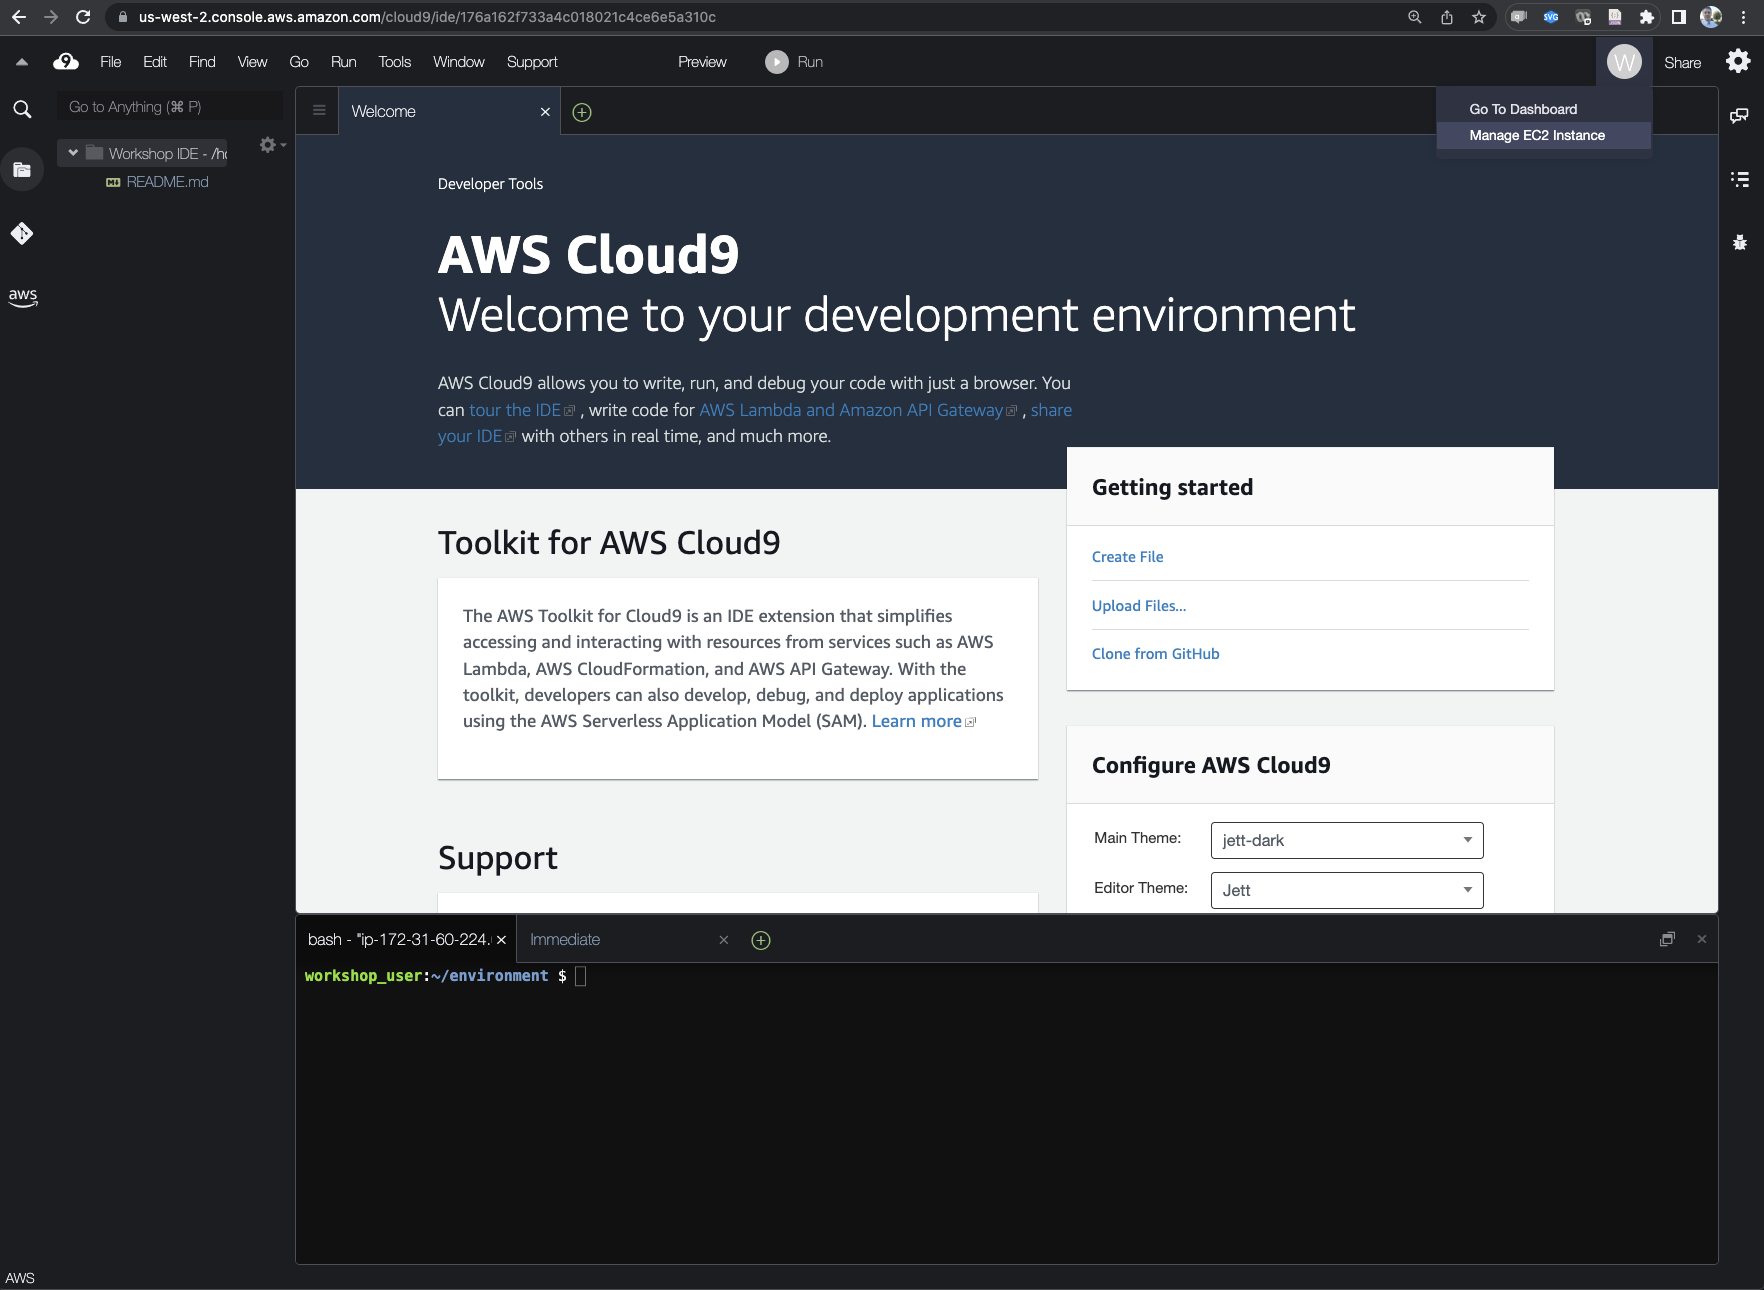 us-west-2.console.aws.amazon.com/cloud9/ide/176a162f733a4c018021c4ce6e5a310c
File Edit Find View Go Run Tools Window Support Preview Run
W Share
Go to Anything (⌘ P)
Welcome
Go To Dashboard
Manage EC2 Instance
Workshop IDE - /ho
README.md
aws
Developer Tools
AWS Cloud9
Welcome to your development environment
AWS Cloud9 allows you to write, run, and debug your code with just a browser. You
can tour the IDE , write code for AWS Lambda and Amazon API Gateway , share
your IDE with others in real time, and much more.
Getting started
Create File
Upload Files...
Clone from GitHub
Toolkit for AWS Cloud9
The AWS Toolkit for Cloud9 is an IDE extension that simplifies
accessing and interacting with resources from services such as AWS
Lambda, AWS CloudFormation, and AWS API Gateway. With the
toolkit, developers can also develop, debug, and deploy applications
using the AWS Serverless Application Model (SAM). Learn more
Configure AWS Cloud9
Main Theme: jett-dark
Editor Theme: Jett
Support
bash - "ip-172-31-60-224. Immediate
workshop_user:~/environment $
AWS